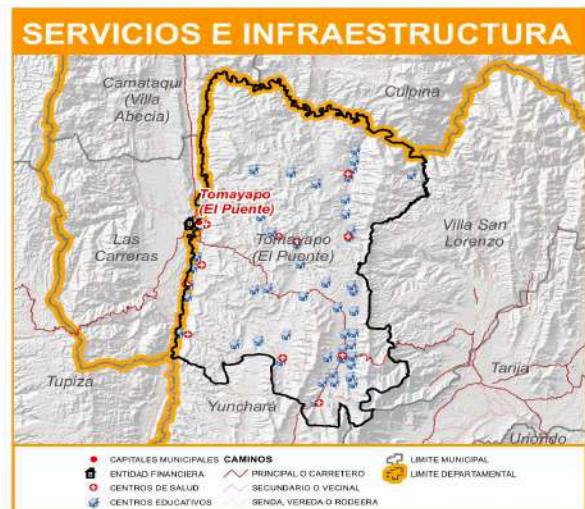 SERVICIOS E INFRAESTRUCTURA
Camataqui
(Villa
Abecia)
Culpina
Tomayapo
(El Puente)
Las
Carreras
Tomayapo
(El Puente)
Villa San
Lorenzo
Tarija
Tupiza
Yunchará
Uriondo
CAPITALES MUNICIPALES
ENTIDAD FINANCIERA
CENTROS DE SALUD
CENTROS EDUCATIVOS
CAMINOS
PRINCIPAL O CARRETERO
SECUNDARIO O VECINAL
SENDA, VEREDA O RODEERA
LIMITE MUNICIPAL
LIMITE DEPARTAMENTAL